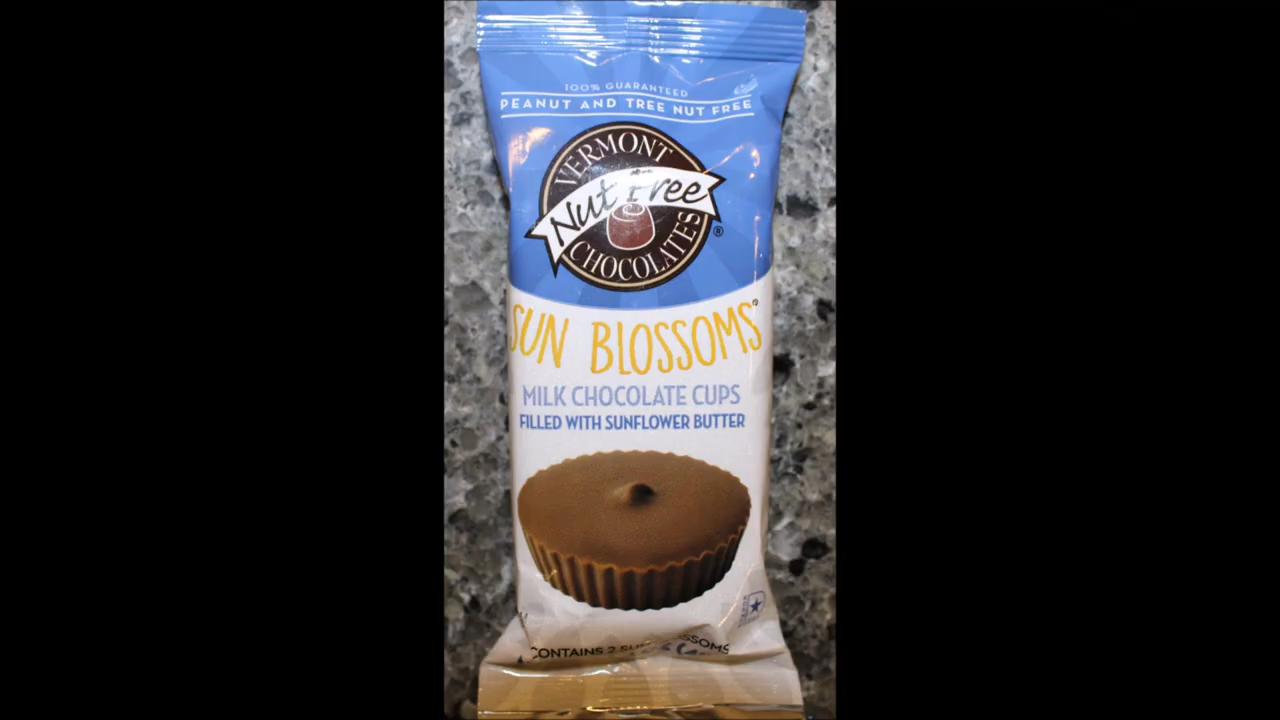 100% GUARANTEED
PEANUT AND TREE NUT FREE
VERMONT
Nut Free
CHOCOLATES
®
SUN BLOSSOMS®
MILK CHOCOLATE CUPS
FILLED WITH SUNFLOWER BUTTER
CONTAINS 2 SUN BLOSSOMS